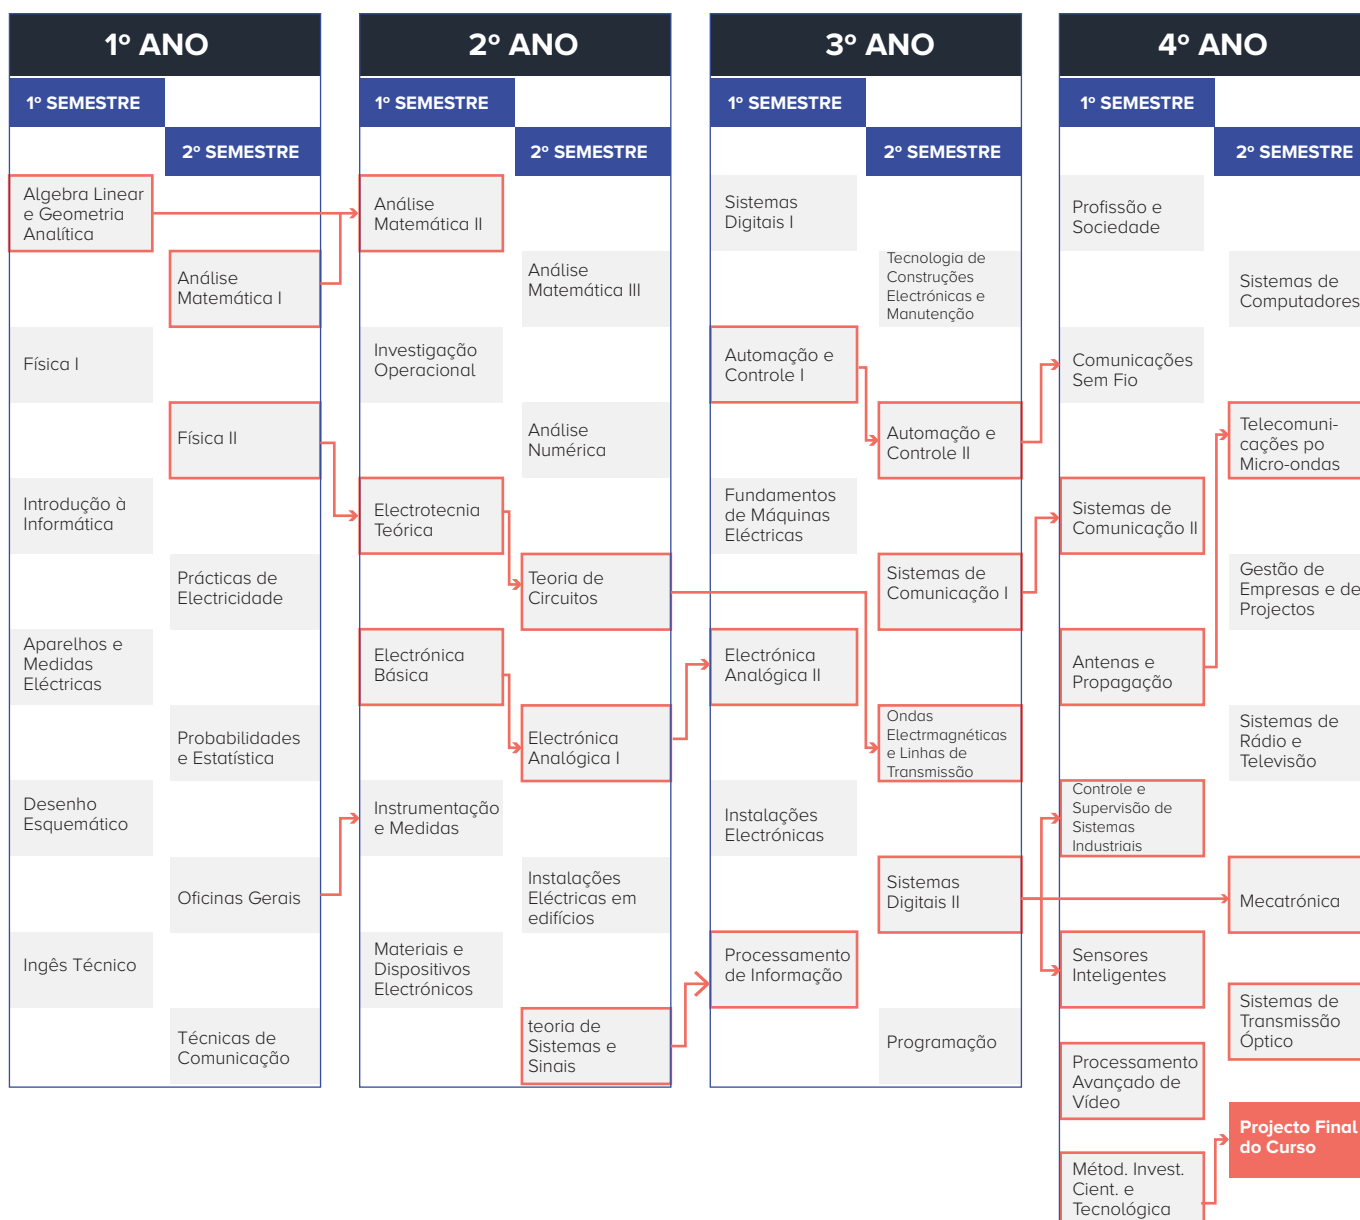 1º ANO
1º SEMESTRE
2º SEMESTRE
Algebra Linear
e Geometria
Analítica
Análise
Matemática I
Física I
Física II
Introdução à
Informática
Prácticas de
Electricidade
Aparelhos e
Medidas
Eléctricas
Probabilidades
e Estatística
Desenho
Esquemático
Oficinas Gerais
Ingês Técnico
Técnicas de
Comunicação
2º ANO
1º SEMESTRE
2º SEMESTRE
Análise
Matemática II
Análise
Matemática III
Investigação
Operacional
Análise
Numérica
Electrotecnia
Teórica
Teoria de
Circuitos
Electrónica
Básica
Electrónica
Analógica I
Instrumentação
e Medidas
Instalações
Eléctricas em
edifícios
Materiais e
Dispositivos
Electrónicos
teoria de
Sistemas e
Sinais
3º ANO
1º SEMESTRE
2º SEMESTRE
Sistemas
Digitais I
Tecnologia de
Construções
Electrónicas e
Manutenção
Automação e
Controle I
Automação e
Controle II
Fundamentos
de Máquinas
Eléctricas
Sistemas de
Comunicação I
Electrónica
Analógica II
Ondas
Electrmagnéticas
e Linhas de
Transmissão
Instalações
Electrónicas
Sistemas
Digitais II
Processamento
de Informação
Programação
4º ANO
1º SEMESTRE
2º SEMESTRE
Profissão e
Sociedade
Sistemas de
Computadores
Comunicações
Sem Fio
Telecomuni-
cações po
Micro-ondas
Sistemas de
Comunicação II
Gestão de
Empresas e de
Projectos
Antenas e
Propagação
Sistemas de
Rádio e
Televisão
Controle e
Supervisão de
Sistemas
Industriais
Mecatrónica
Sensores
Inteligentes
Sistemas de
Transmissão
Óptico
Processamento
Avançado de
Vídeo
Projecto Final
do Curso
Métod. Invest.
Cient. e
Tecnológica